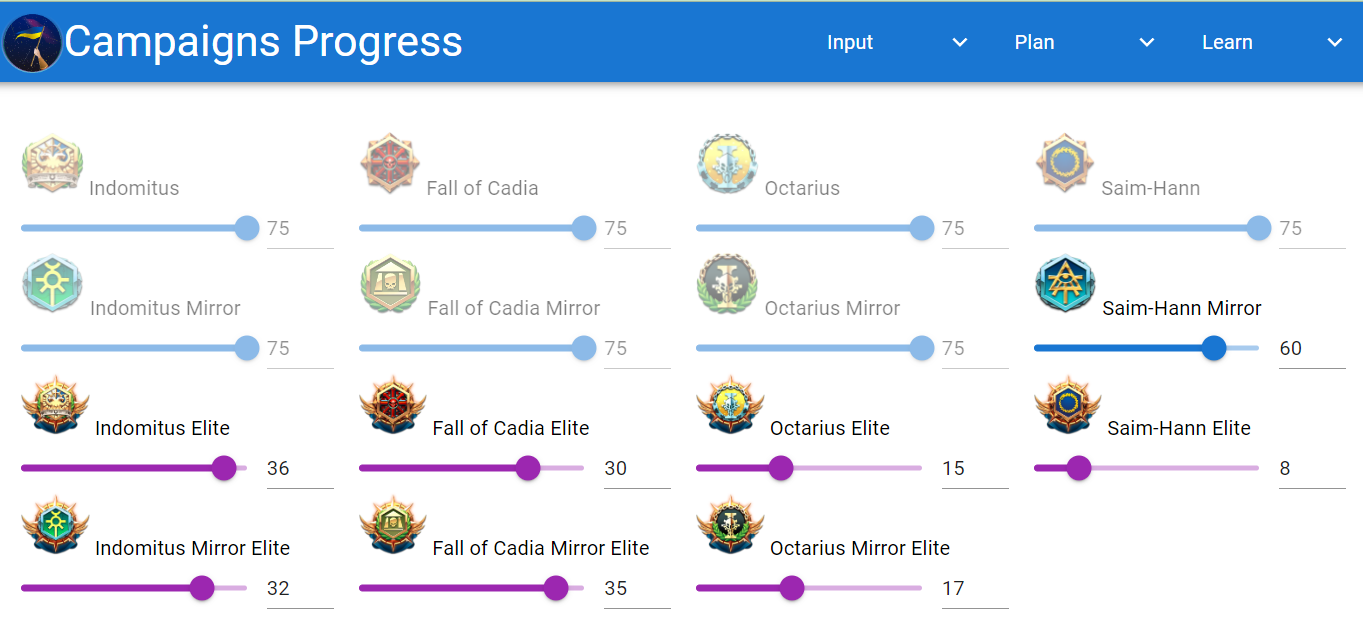 Campaigns Progress Input Plan Learn
Indomitus Fall of Cadia Octarius Saim-Hann
75 75 75 75
Indomitus Mirror Fall of Cadia Mirror Octarius Mirror Saim-Hann Mirror
75 75 75 60
Indomitus Elite Fall of Cadia Elite Octarius Elite Saim-Hann Elite
36 30 15 8
Indomitus Mirror Elite Fall of Cadia Mirror Elite Octarius Mirror Elite
32 35 17